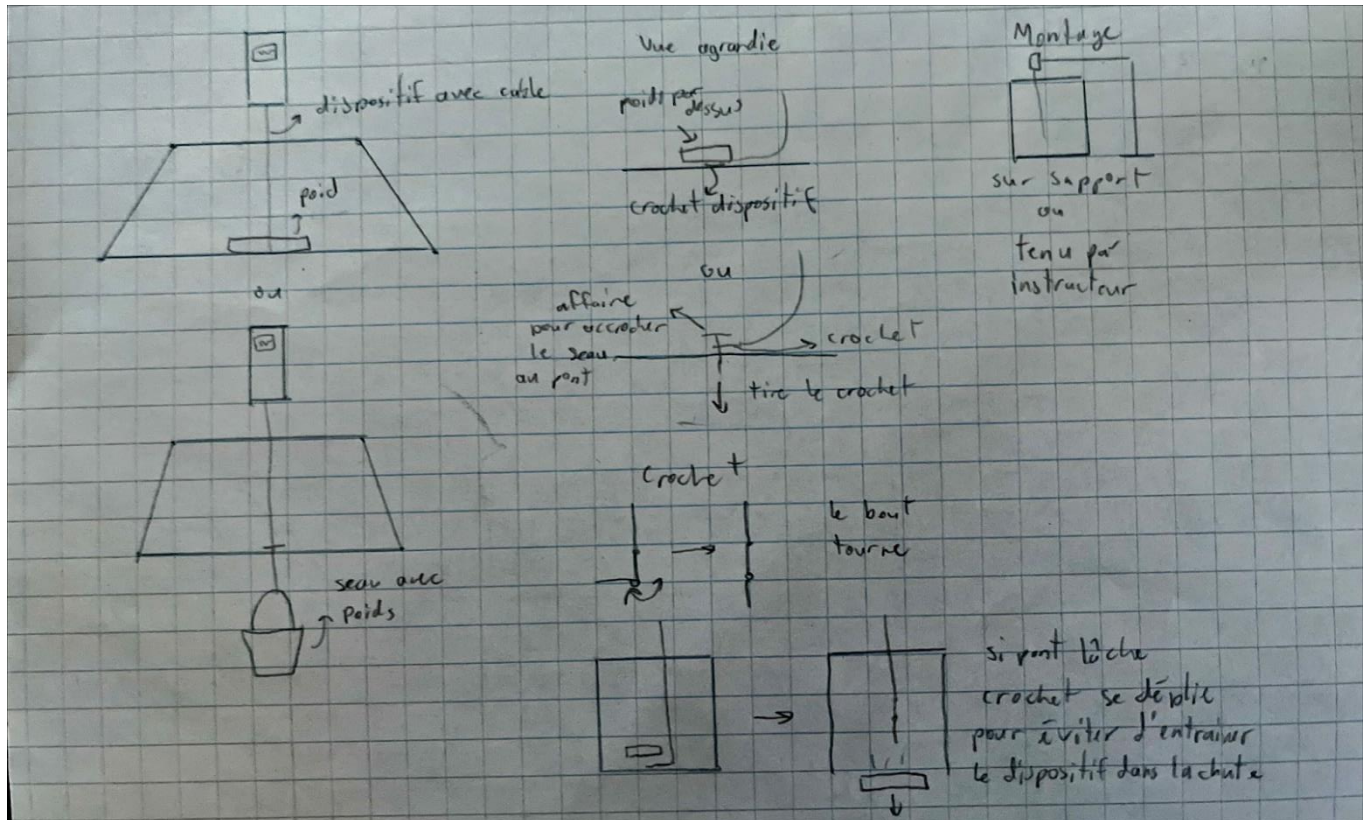 dispositif avec cable
poid
ou
seau avec
poids
Vue agrandie
poids par
dessus
crochet dispositif
ou
affaire
pour accrocher
le seau
au pont
crochet
tire le crochet
Montage
sur support
ou
tenu par
instructeur
Crochet
le bout
tourne
si pont lâche
crochet se déplie
pour éviter d'entrainer
le dispositif dans la chute